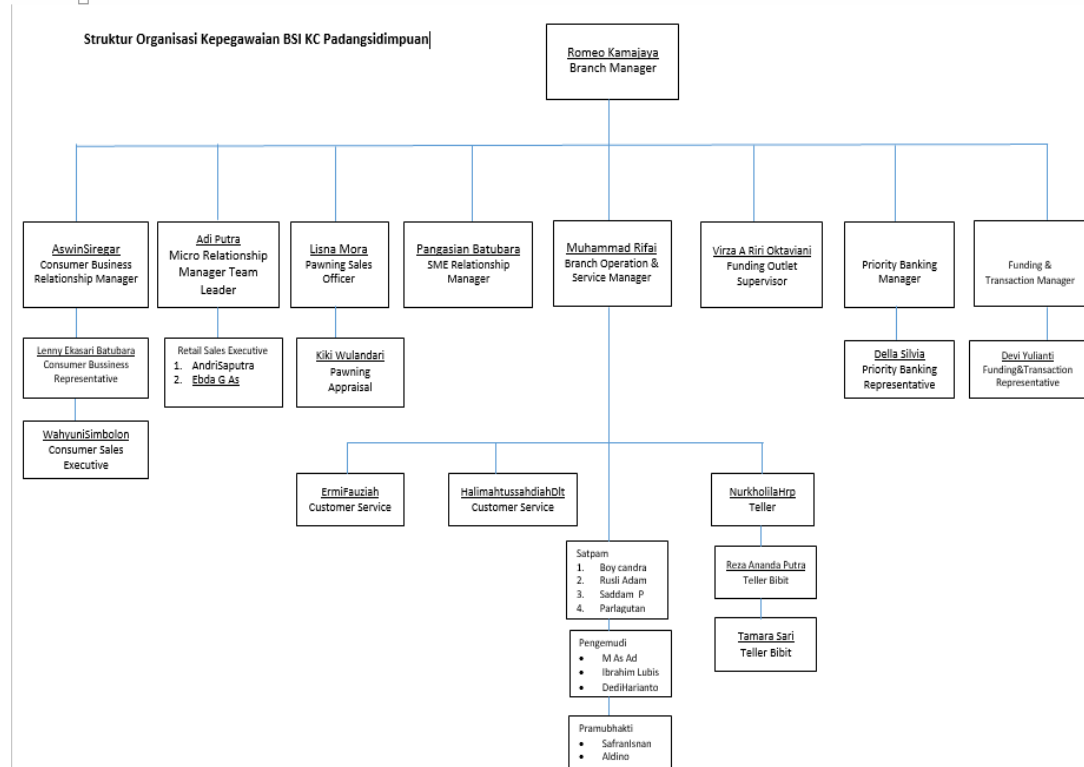 Struktur Organisasi Kepegawaian BSI KC Padangsidimpuan
Romeo Kamajaya
Branch Manager
AswinSiregar
Consumer Business
Relationship Manager
Adi Putra
Micro Relationship
Manager Team
Leader
Lisna Mora
Pawning Sales
Officer
Pangasian Batubara
SME Relationship
Manager
Muhammad Rifai
Branch Operation &
Service Manager
Virza A Riri Oktaviani
Funding Outlet
Supervisor
Priority Banking
Manager
Funding &
Transaction Manager
Lenny Ekasari Batubara
Consumer Bussiness
Representative
Retail Sales Executive
1. AndriSaputra
2. Ebda G As
Kiki Wulandari
Pawning
Appraisal
Della Silvia
Priority Banking
Representative
Devi Yulianti
Funding&Transaction
Representative
WahyuniSimbolon
Consumer Sales
Executive
ErmiFauziah
Customer Service
HalimahtussahdiahDlt
Customer Service
NurkholilaHrp
Teller
Satpam
1. Boy candra
2. Rusli Adam
3. Saddam P
4. Parlagutan
Reza Ananda Putra
Teller Bibit
Tamara Sari
Teller Bibit
Pengemudi
• M As Ad
• Ibrahim Lubis
• DediHarianto
Pramubhakti
• SafranIsnan
• Aldino